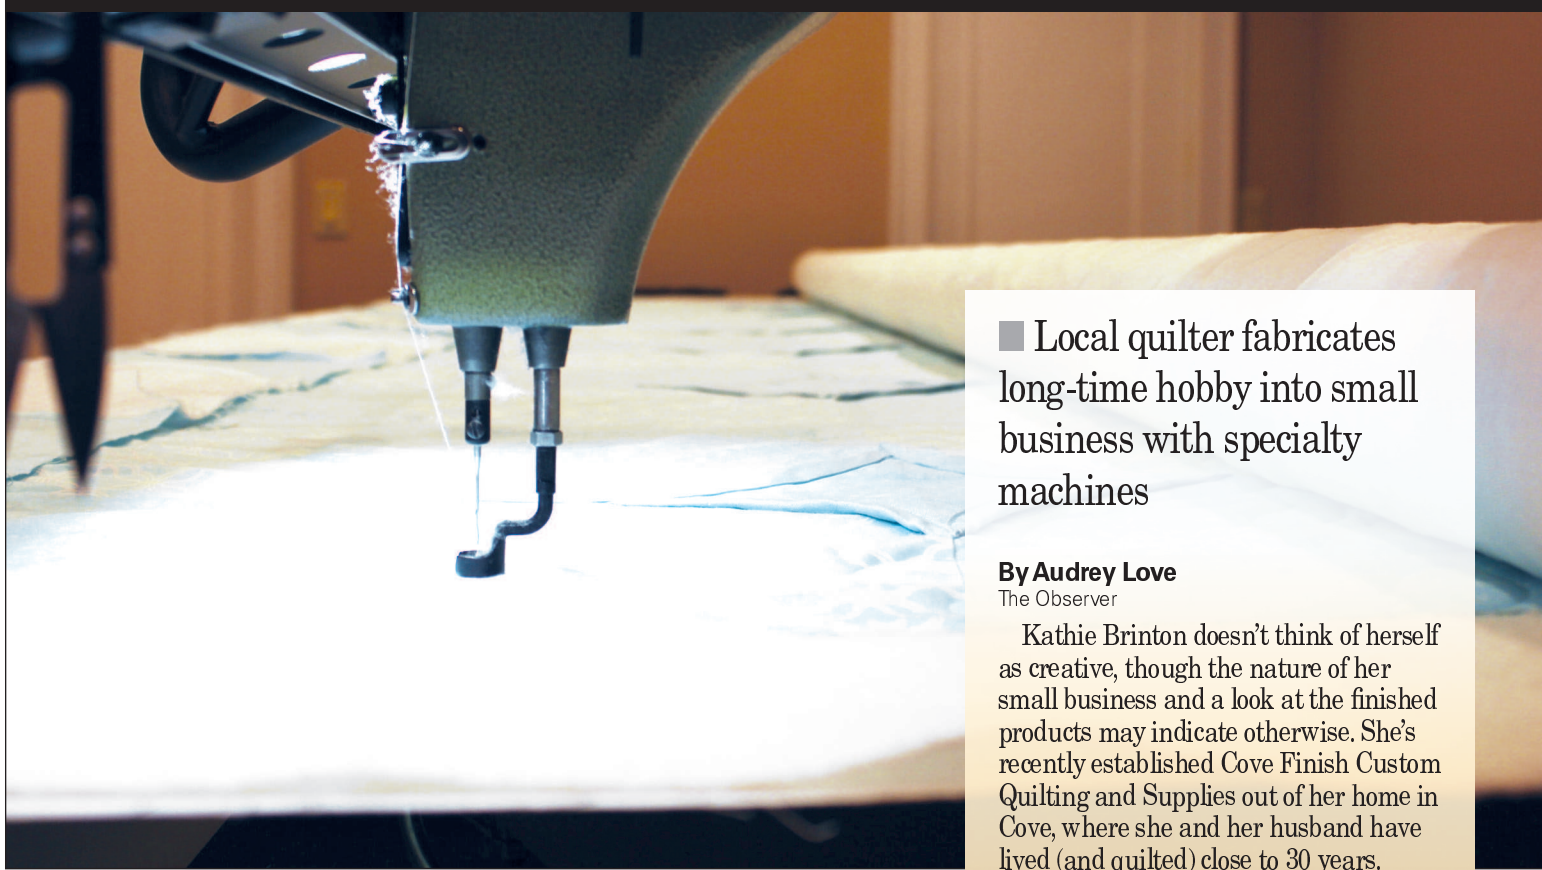 Local quilter fabricates
long-time hobby into small
business with specialty
machines
By Audrey Love
The Observer
Kathie Brinton doesn’t think of herself
as creative, though the nature of her
small business and a look at the finished
products may indicate otherwise. She’s
recently established Cove Finish Custom
Quilting and Supplies out of her home in
Cove, where she and her husband have
lived (and quilted) close to 30 years.